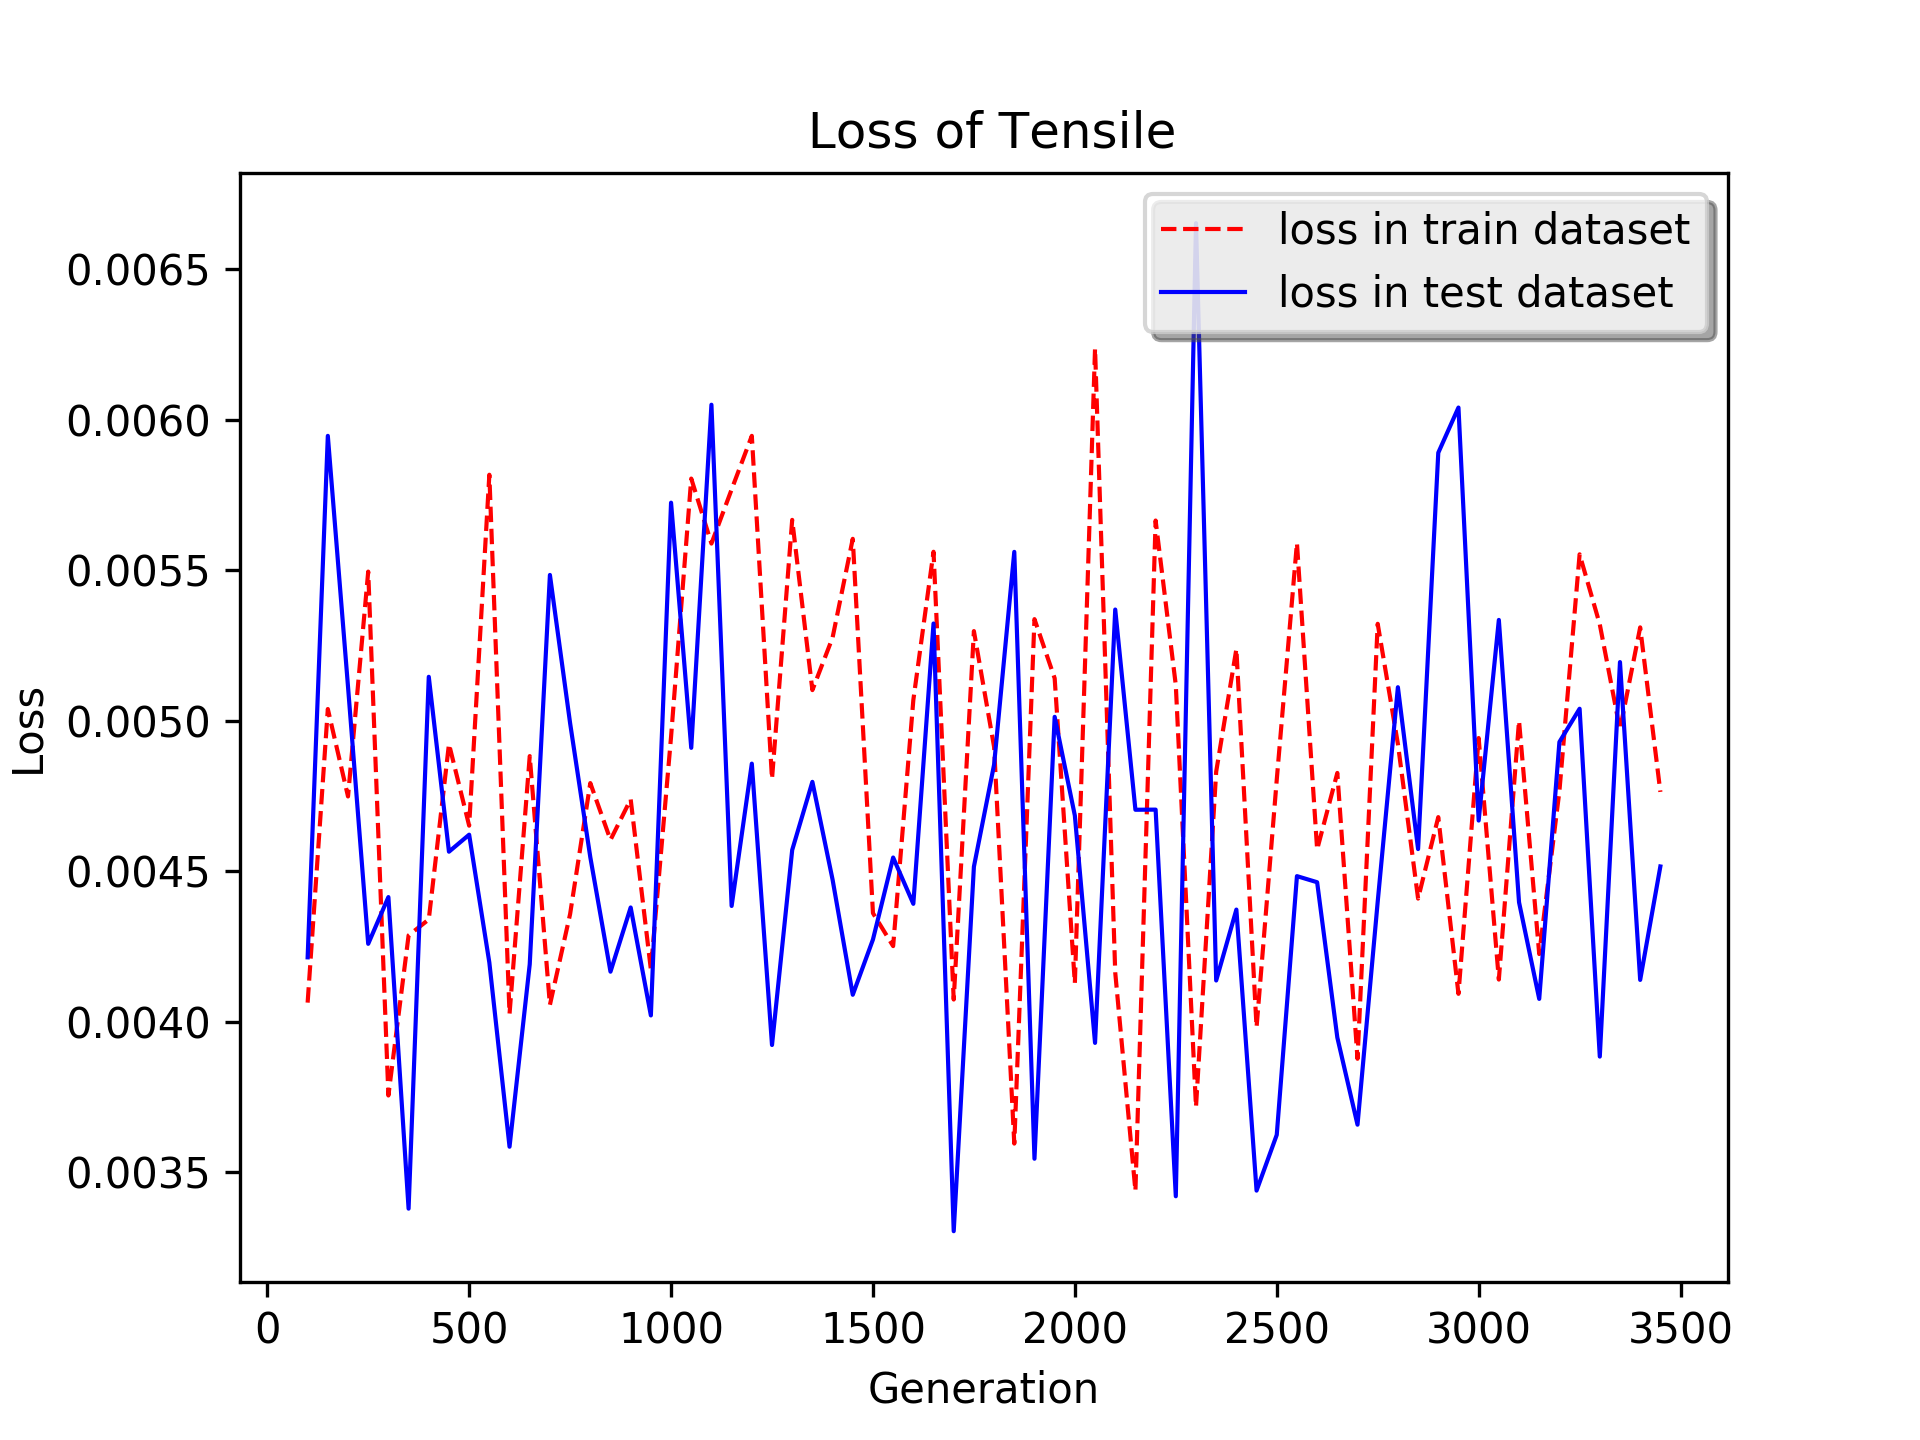 Loss of Tensile
loss in train dataset
loss in test dataset
0.0065
0.0060
0.0055
0.0050
0.0045
0.0040
0.0035
Loss
0 500 1000 1500 2000 2500 3000 3500
Generation